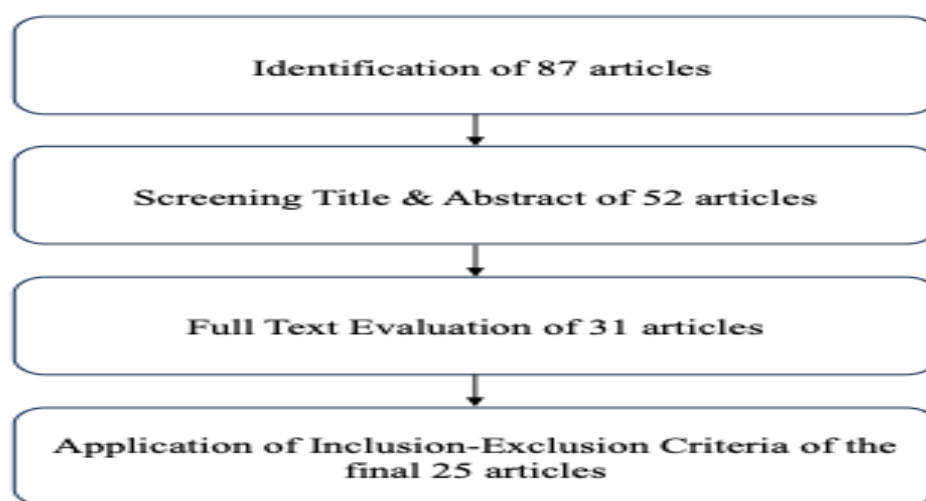 Identification of 87 articles
Screening Title & Abstract of 52 articles
Full Text Evaluation of 31 articles
Application of Inclusion-Exclusion Criteria of the
final 25 articles